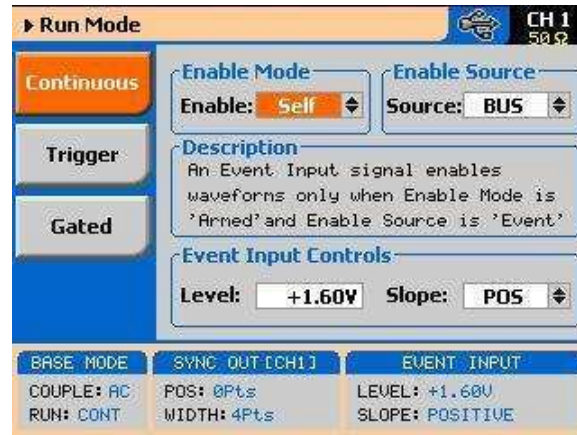 Run Mode
CH 1
50 Ω
Continuous
Trigger
Gated
Enable Mode
Enable: Self
Enable Source
Source: BUS
Description
An Event Input signal enables
waveforms only when Enable Mode is
'Armed'and Enable Source is 'Event'
Event Input Controls
Level: +1.60V Slope: POS
BASE MODE
COUPLE: AC
RUN: CONT
SYNC OUT[CH1]
POS: 0Pts
WIDTH: 4Pts
EVENT INPUT
LEVEL: +1.60V
SLOPE: POSITIVE